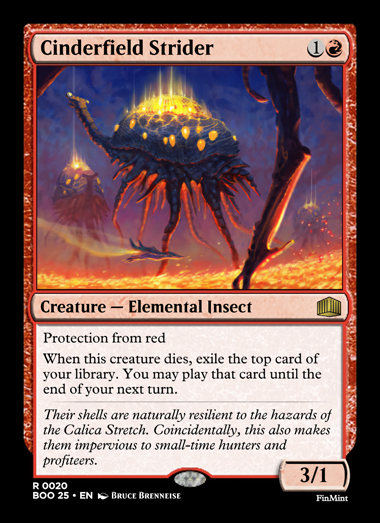 Cinderfield Strider 1
Creature — Elemental Insect
Protection from red
When this creature dies, exile the top card of
your library. You may play that card until the
end of your next turn.
Their shells are naturally resilient to the hazards of
the Calica Stretch. Coincidentally, this also makes
them impervious to small-time hunters and
profiteers.
3/1
R 0020
BOO 25 • EN Bruce Brenneise
FinMint